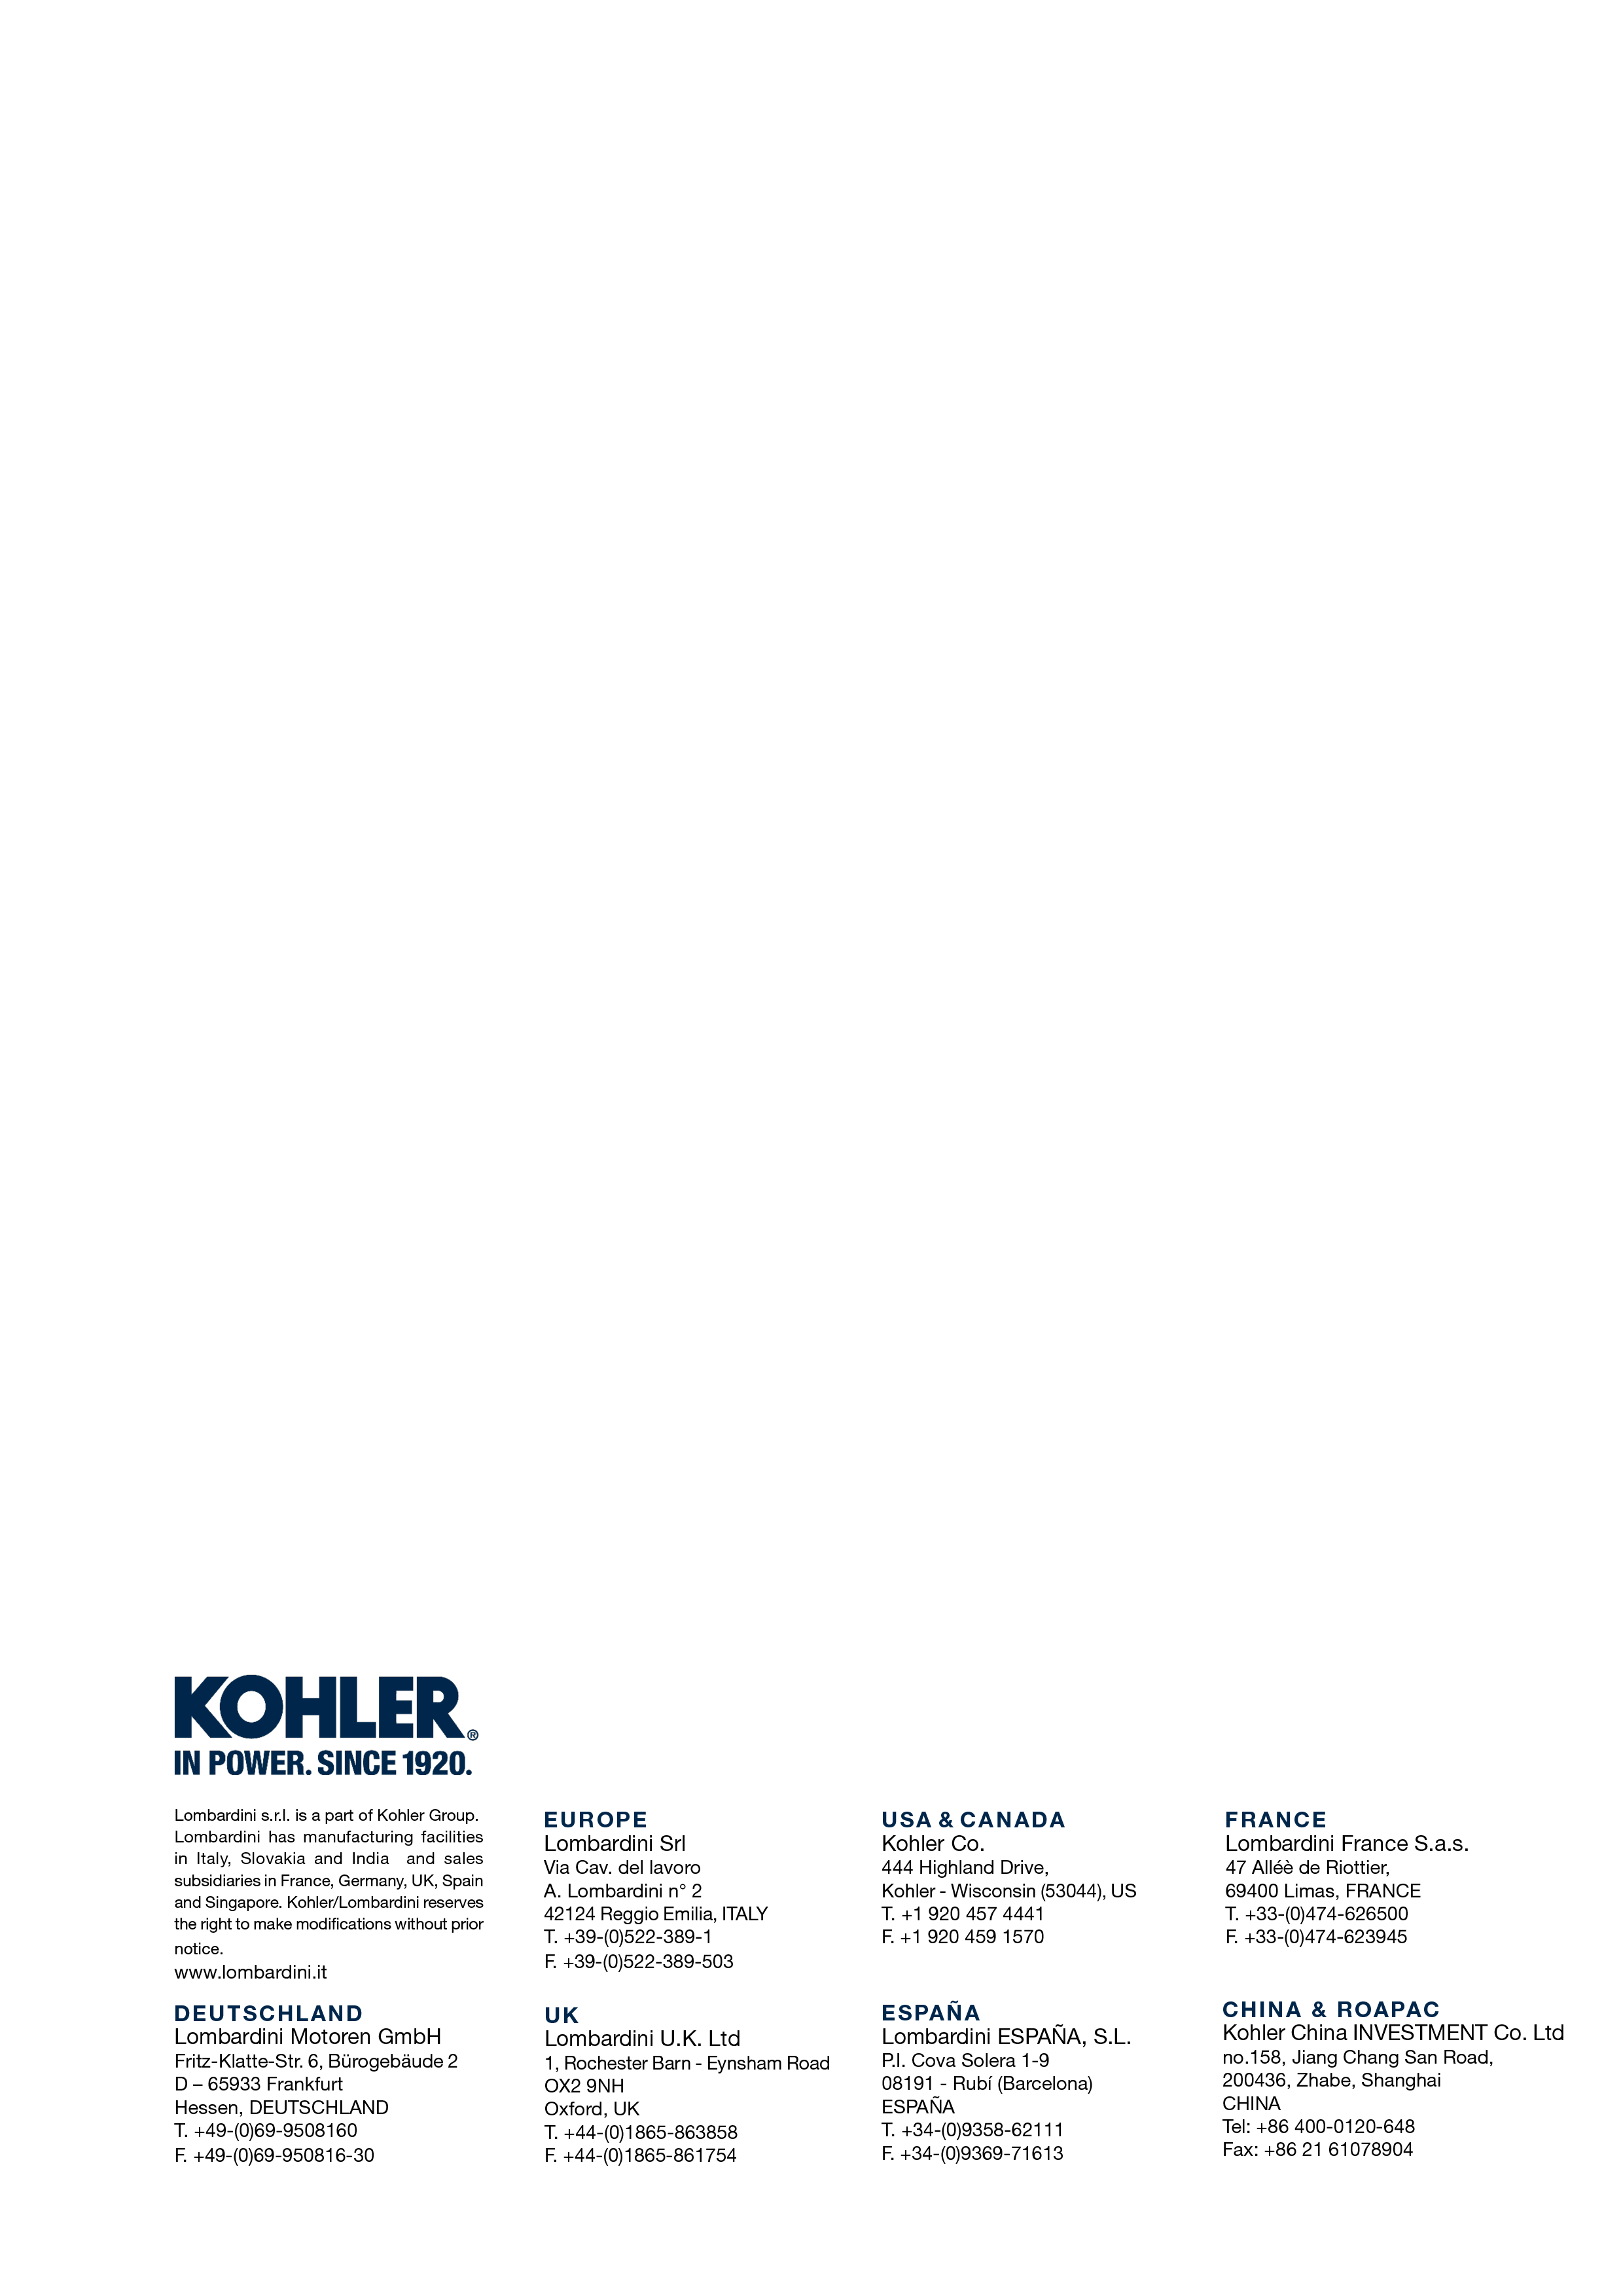 KOHLER®
IN POWER. SINCE 1920.
Lombardini s.r.l. is a part of Kohler Group.
Lombardini has manufacturing facilities
in Italy, Slovakia and India and sales
subsidiaries in France, Germany, UK, Spain
and Singapore. Kohler/Lombardini reserves
the right to make modifications without prior
notice.
www.lombardini.it
EUROPE
Lombardini Srl
Via Cav. del lavoro
A. Lombardini n° 2
42124 Reggio Emilia, ITALY
T. +39-(0)522-389-1
F. +39-(0)522-389-503
USA & CANADA
Kohler Co.
444 Highland Drive,
Kohler - Wisconsin (53044), US
T. +1 920 457 4441
F. +1 920 459 1570
FRANCE
Lombardini France S.a.s.
47 Alléè de Riottier,
69400 Limas, FRANCE
T. +33-(0)474-626500
F. +33-(0)474-623945
DEUTSCHLAND
Lombardini Motoren GmbH
Fritz-Klatte-Str. 6, Bürogebäude 2
D – 65933 Frankfurt
Hessen, DEUTSCHLAND
T. +49-(0)69-9508160
F. +49-(0)69-950816-30
UK
Lombardini U.K. Ltd
1, Rochester Barn - Eynsham Road
OX2 9NH
Oxford, UK
T. +44-(0)1865-863858
F. +44-(0)1865-861754
ESPAÑA
Lombardini ESPAÑA, S.L.
P.I. Cova Solera 1-9
08191 - Rubí (Barcelona)
ESPAÑA
T. +34-(0)9358-62111
F. +34-(0)9369-71613
CHINA & ROAPAC
Kohler China INVESTMENT Co. Ltd
no.158, Jiang Chang San Road,
200436, Zhabe, Shanghai
CHINA
Tel: +86 400-0120-648
Fax: +86 21 61078904